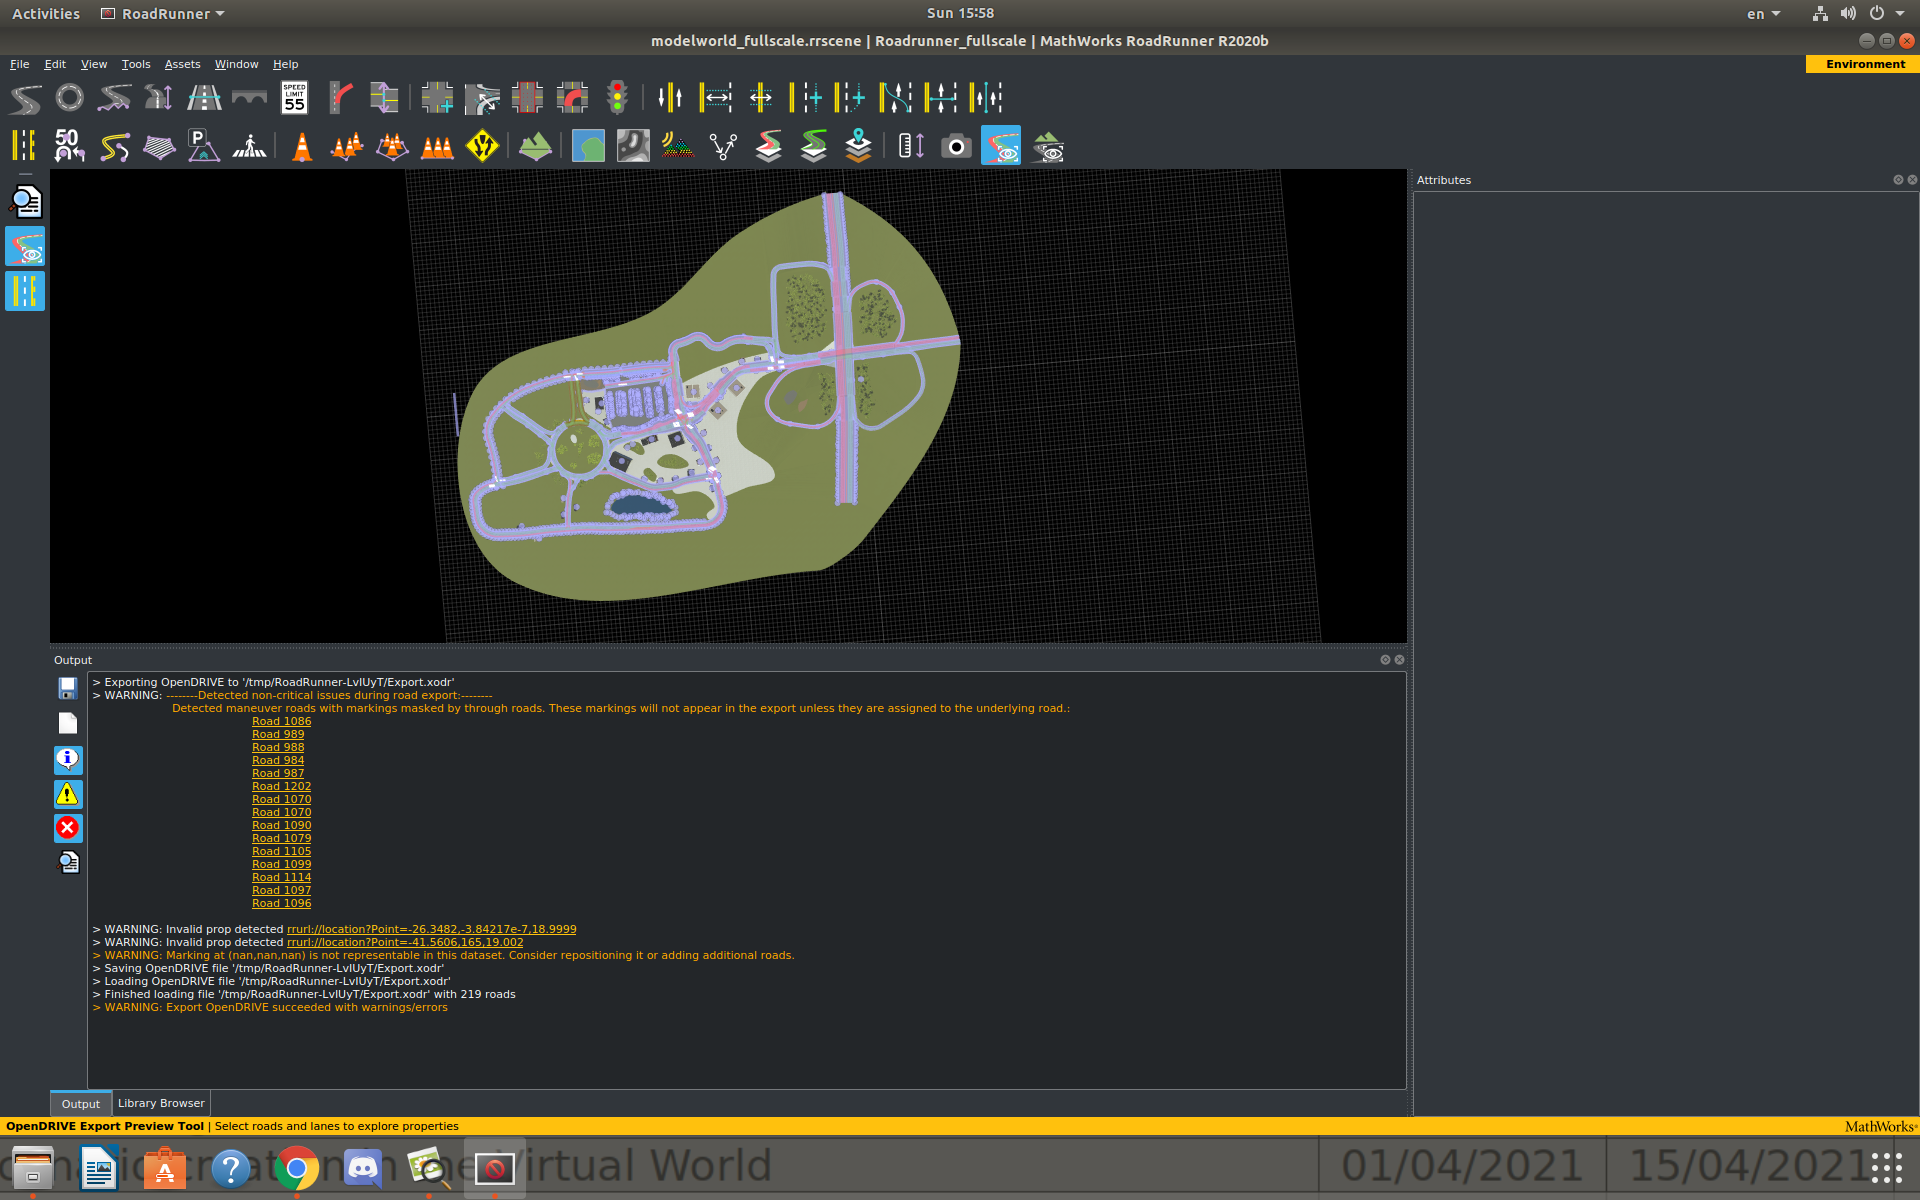 Activities RoadRunner Sun 15:58 en
modelworld_fullscale.rrscene | Roadrunner_fullscale | MathWorks RoadRunner R2020b
File Edit View Tools Assets Window Help Environment
SPEED LIMIT 55
50 P
Attributes
Output
> Exporting OpenDRIVE to '/tmp/RoadRunner-LvlUyT/Export.xodr'
> WARNING: --------Detected non-critical issues during road export:--------
Detected maneuver roads with markings masked by through roads. These markings will not appear in the export unless they are assigned to the underlying road.:
Road 1086
Road 989
Road 988
Road 984
Road 987
Road 1202
Road 1070
Road 1070
Road 1090
Road 1079
Road 1105
Road 1099
Road 1114
Road 1097
Road 1096
> WARNING: Invalid prop detected rrurl://location?Point=-26.3482,-3.84217e-7,18.9999
> WARNING: Invalid prop detected rrurl://location?Point=-41.5606,165,19.002
> WARNING: Marking at (nan,nan,nan) is not representable in this dataset. Consider repositioning it or adding additional roads.
> Saving OpenDRIVE file '/tmp/RoadRunner-LvlUyT/Export.xodr'
> Loading OpenDRIVE file '/tmp/RoadRunner-LvlUyT/Export.xodr'
> Finished loading file '/tmp/RoadRunner-LvlUyT/Export.xodr' with 219 roads
> WARNING: Export OpenDRIVE succeeded with warnings/errors
Output Library Browser
OpenDRIVE Export Preview Tool | Select roads and lanes to explore properties MathWorks
Virtual World 01/04/2021 15/04/2021